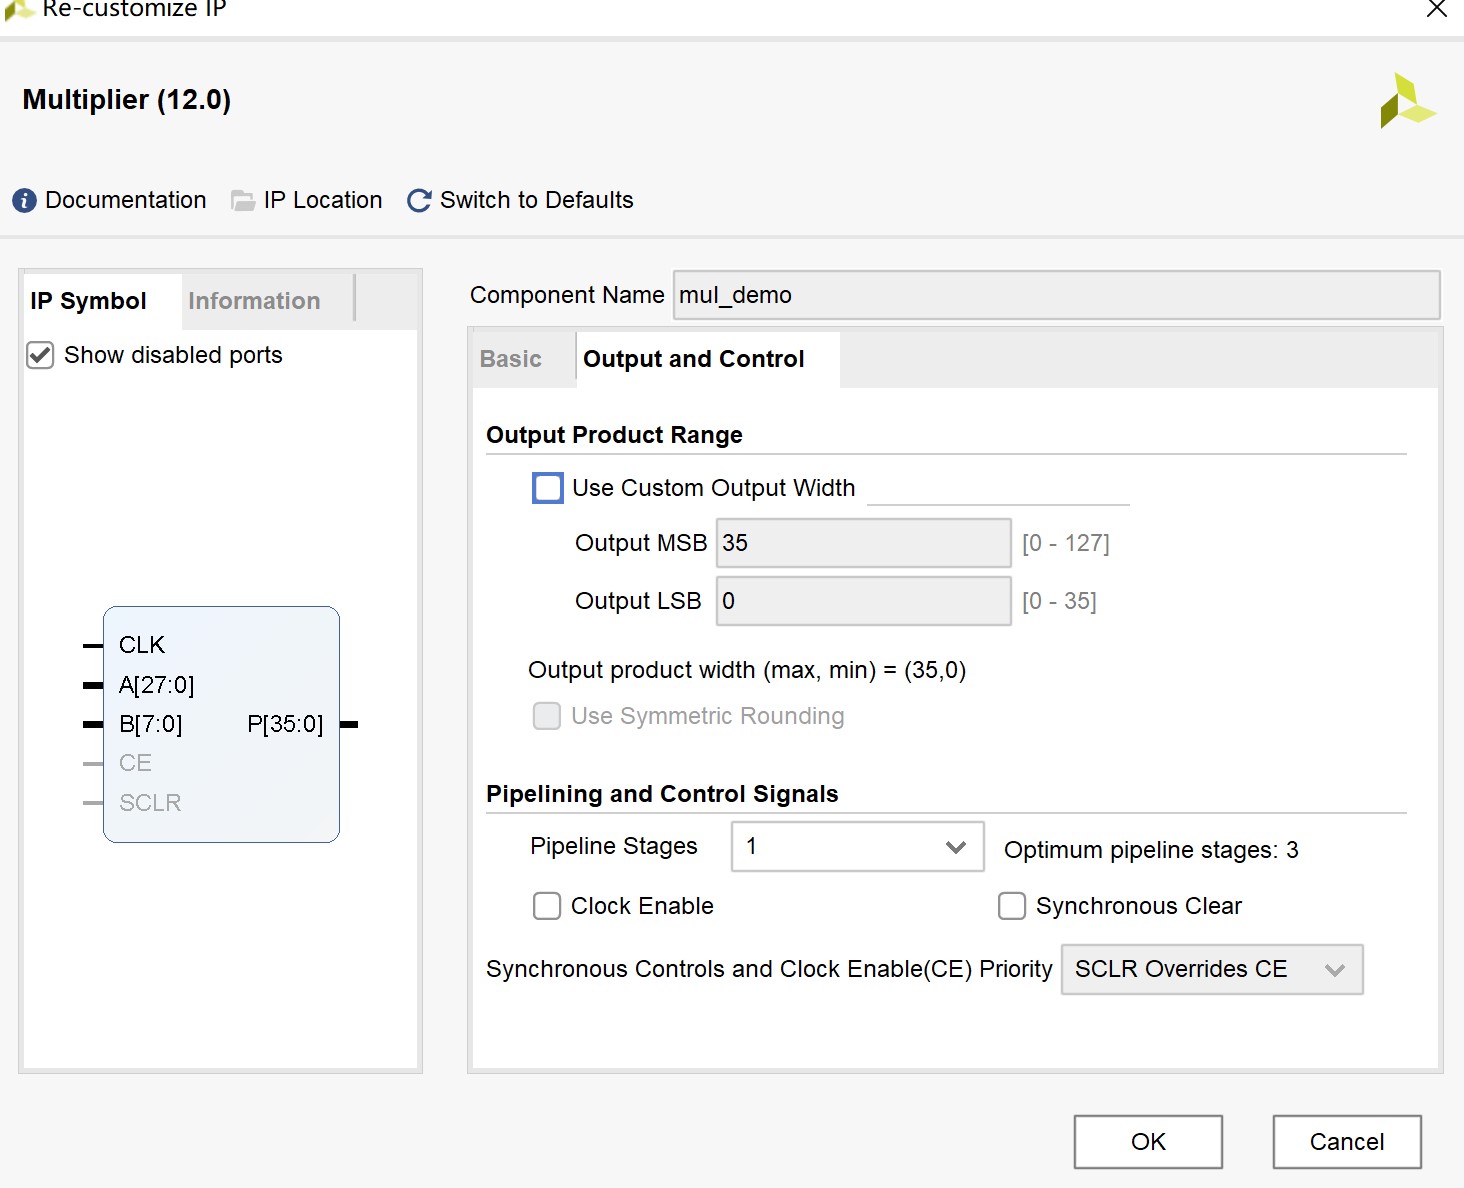 Re-customize IP
Multiplier (12.0)
Documentation IP Location Switch to Defaults
IP Symbol Information
Show disabled ports
CLK
A[27:0]
B[7:0] P[35:0]
CE
SCLR
Component Name mul_demo
Basic Output and Control
Output Product Range
Use Custom Output Width
Output MSB 35 [0 - 127]
Output LSB 0 [0 - 35]
Output product width (max, min) = (35,0)
Use Symmetric Rounding
Pipelining and Control Signals
Pipeline Stages 1 Optimum pipeline stages: 3
Clock Enable Synchronous Clear
Synchronous Controls and Clock Enable(CE) Priority SCLR Overrides CE
OK Cancel